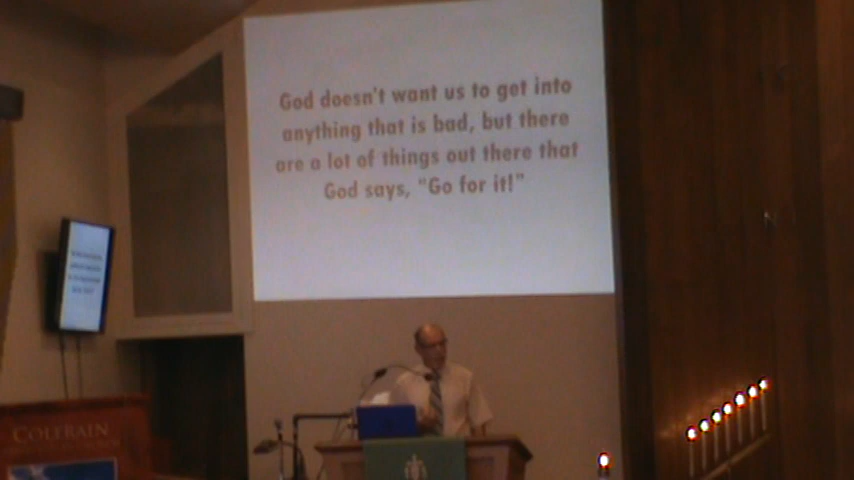 God doesn't want us to get into
anything that is bad, but there
are a lot of things out there that
God says, "Go for it!"
COLTRAIN